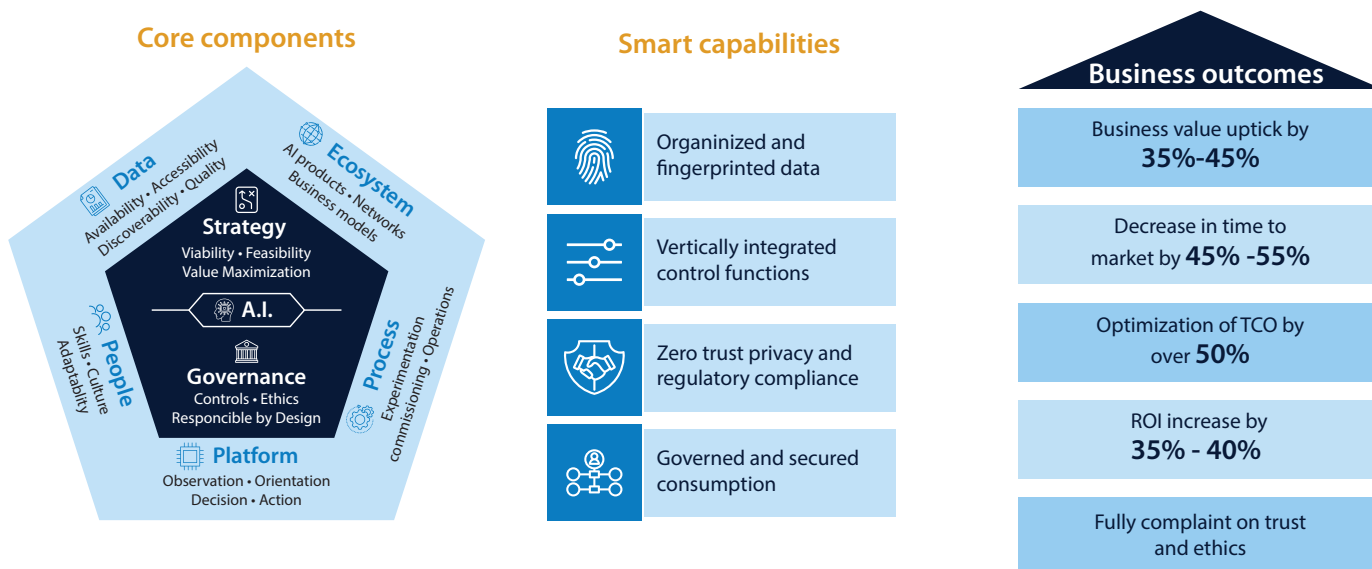 Core components
Data
Availability • Accessibility
Discoverability • Quality
Ecosystem
AI products • Networks
Business models
Strategy
Viability • Feasibility
Value Maximization
A.I.
Governance
Controls • Ethics
Responcible by Design
People
Skills • Culture
Adaptability
Process
Experimentation
commissioning • Operations
Platform
Observation • Orientation
Decision • Action
Smart capabilities
Organinized and
fingerprinted data
Vertically integrated
control functions
Zero trust privacy and
regulatory compliance
Governed and secured
consumption
Business outcomes
Business value uptick by
35%-45%
Decrease in time to
market by 45% -55%
Optimization of TCO by
over 50%
ROI increase by
35% - 40%
Fully complaint on trust
and ethics